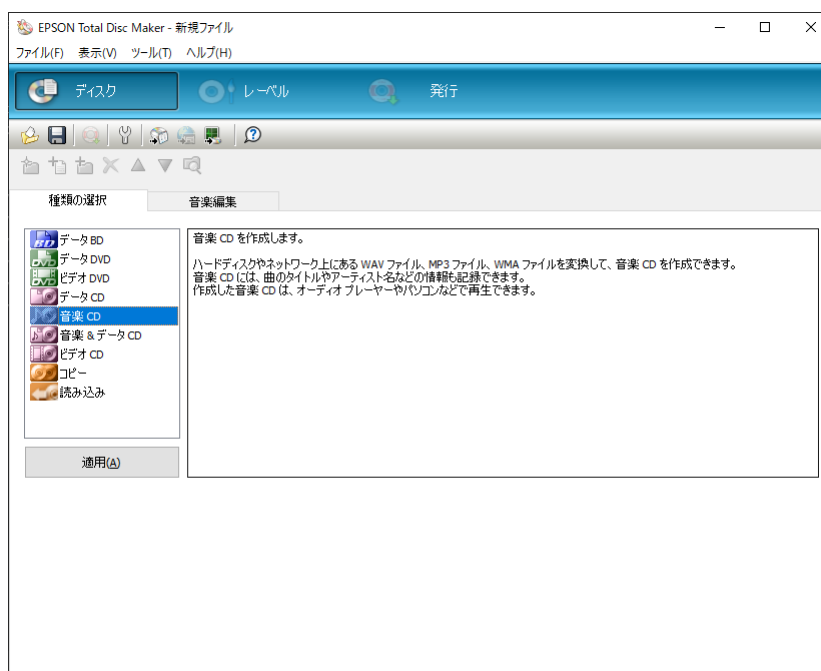 EPSON Total Disc Maker - 新規ファイル
ファイル(F) 表示(V) ツール(T) ヘルプ(H)
ディスク レーベル 発行
種類の選択 音楽編集
データ BD
データ DVD
ビデオ DVD
データ CD
音楽 CD
音楽 & データ CD
ビデオ CD
コピー
読み込み
適用(A)
音楽 CD を作成します。
ハードディスクやネットワーク上にある WAV ファイル、MP3 ファイル、WMA ファイルを変換して、音楽 CD を作成できます。
音楽 CD には、曲のタイトルやアーティスト名などの情報も記録できます。
作成した音楽 CD は、オーディオ プレーヤーやパソコンなどで再生できます。